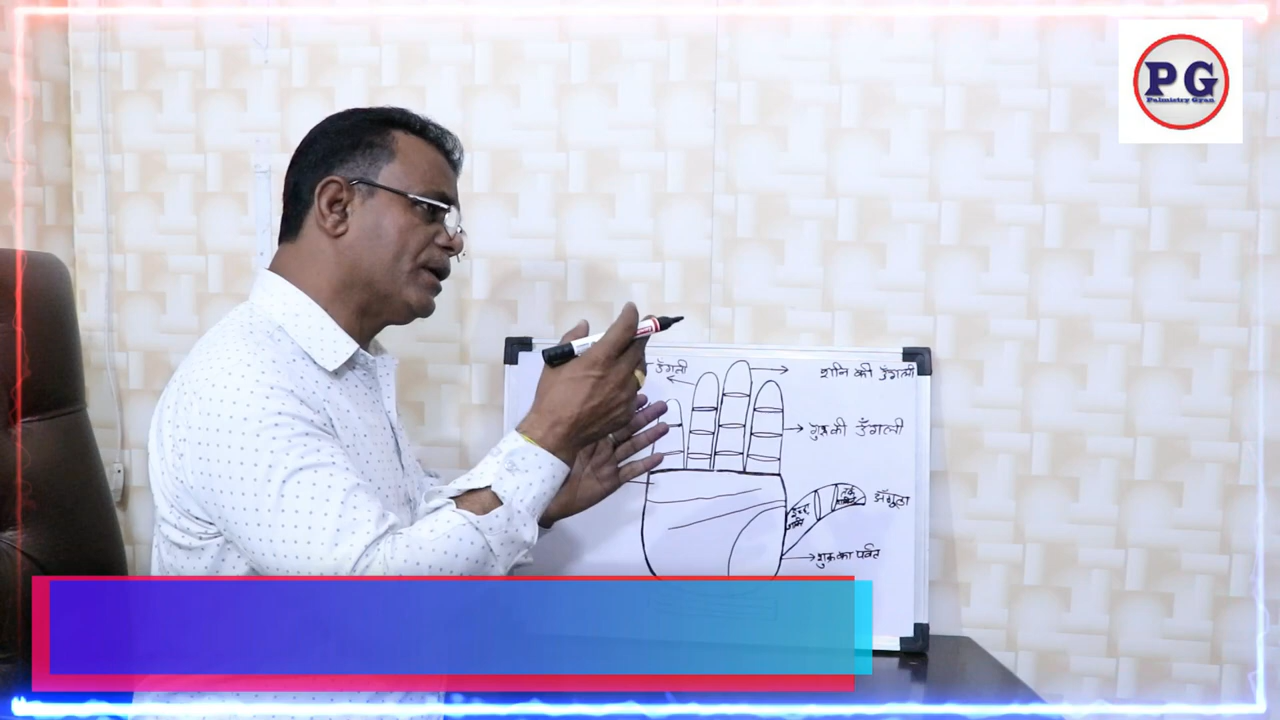 PG
Palmistry Gyan
उँगली
शनि की उँगली
गुरु की उँगली
अँगूठा
शुक्र का पर्वत